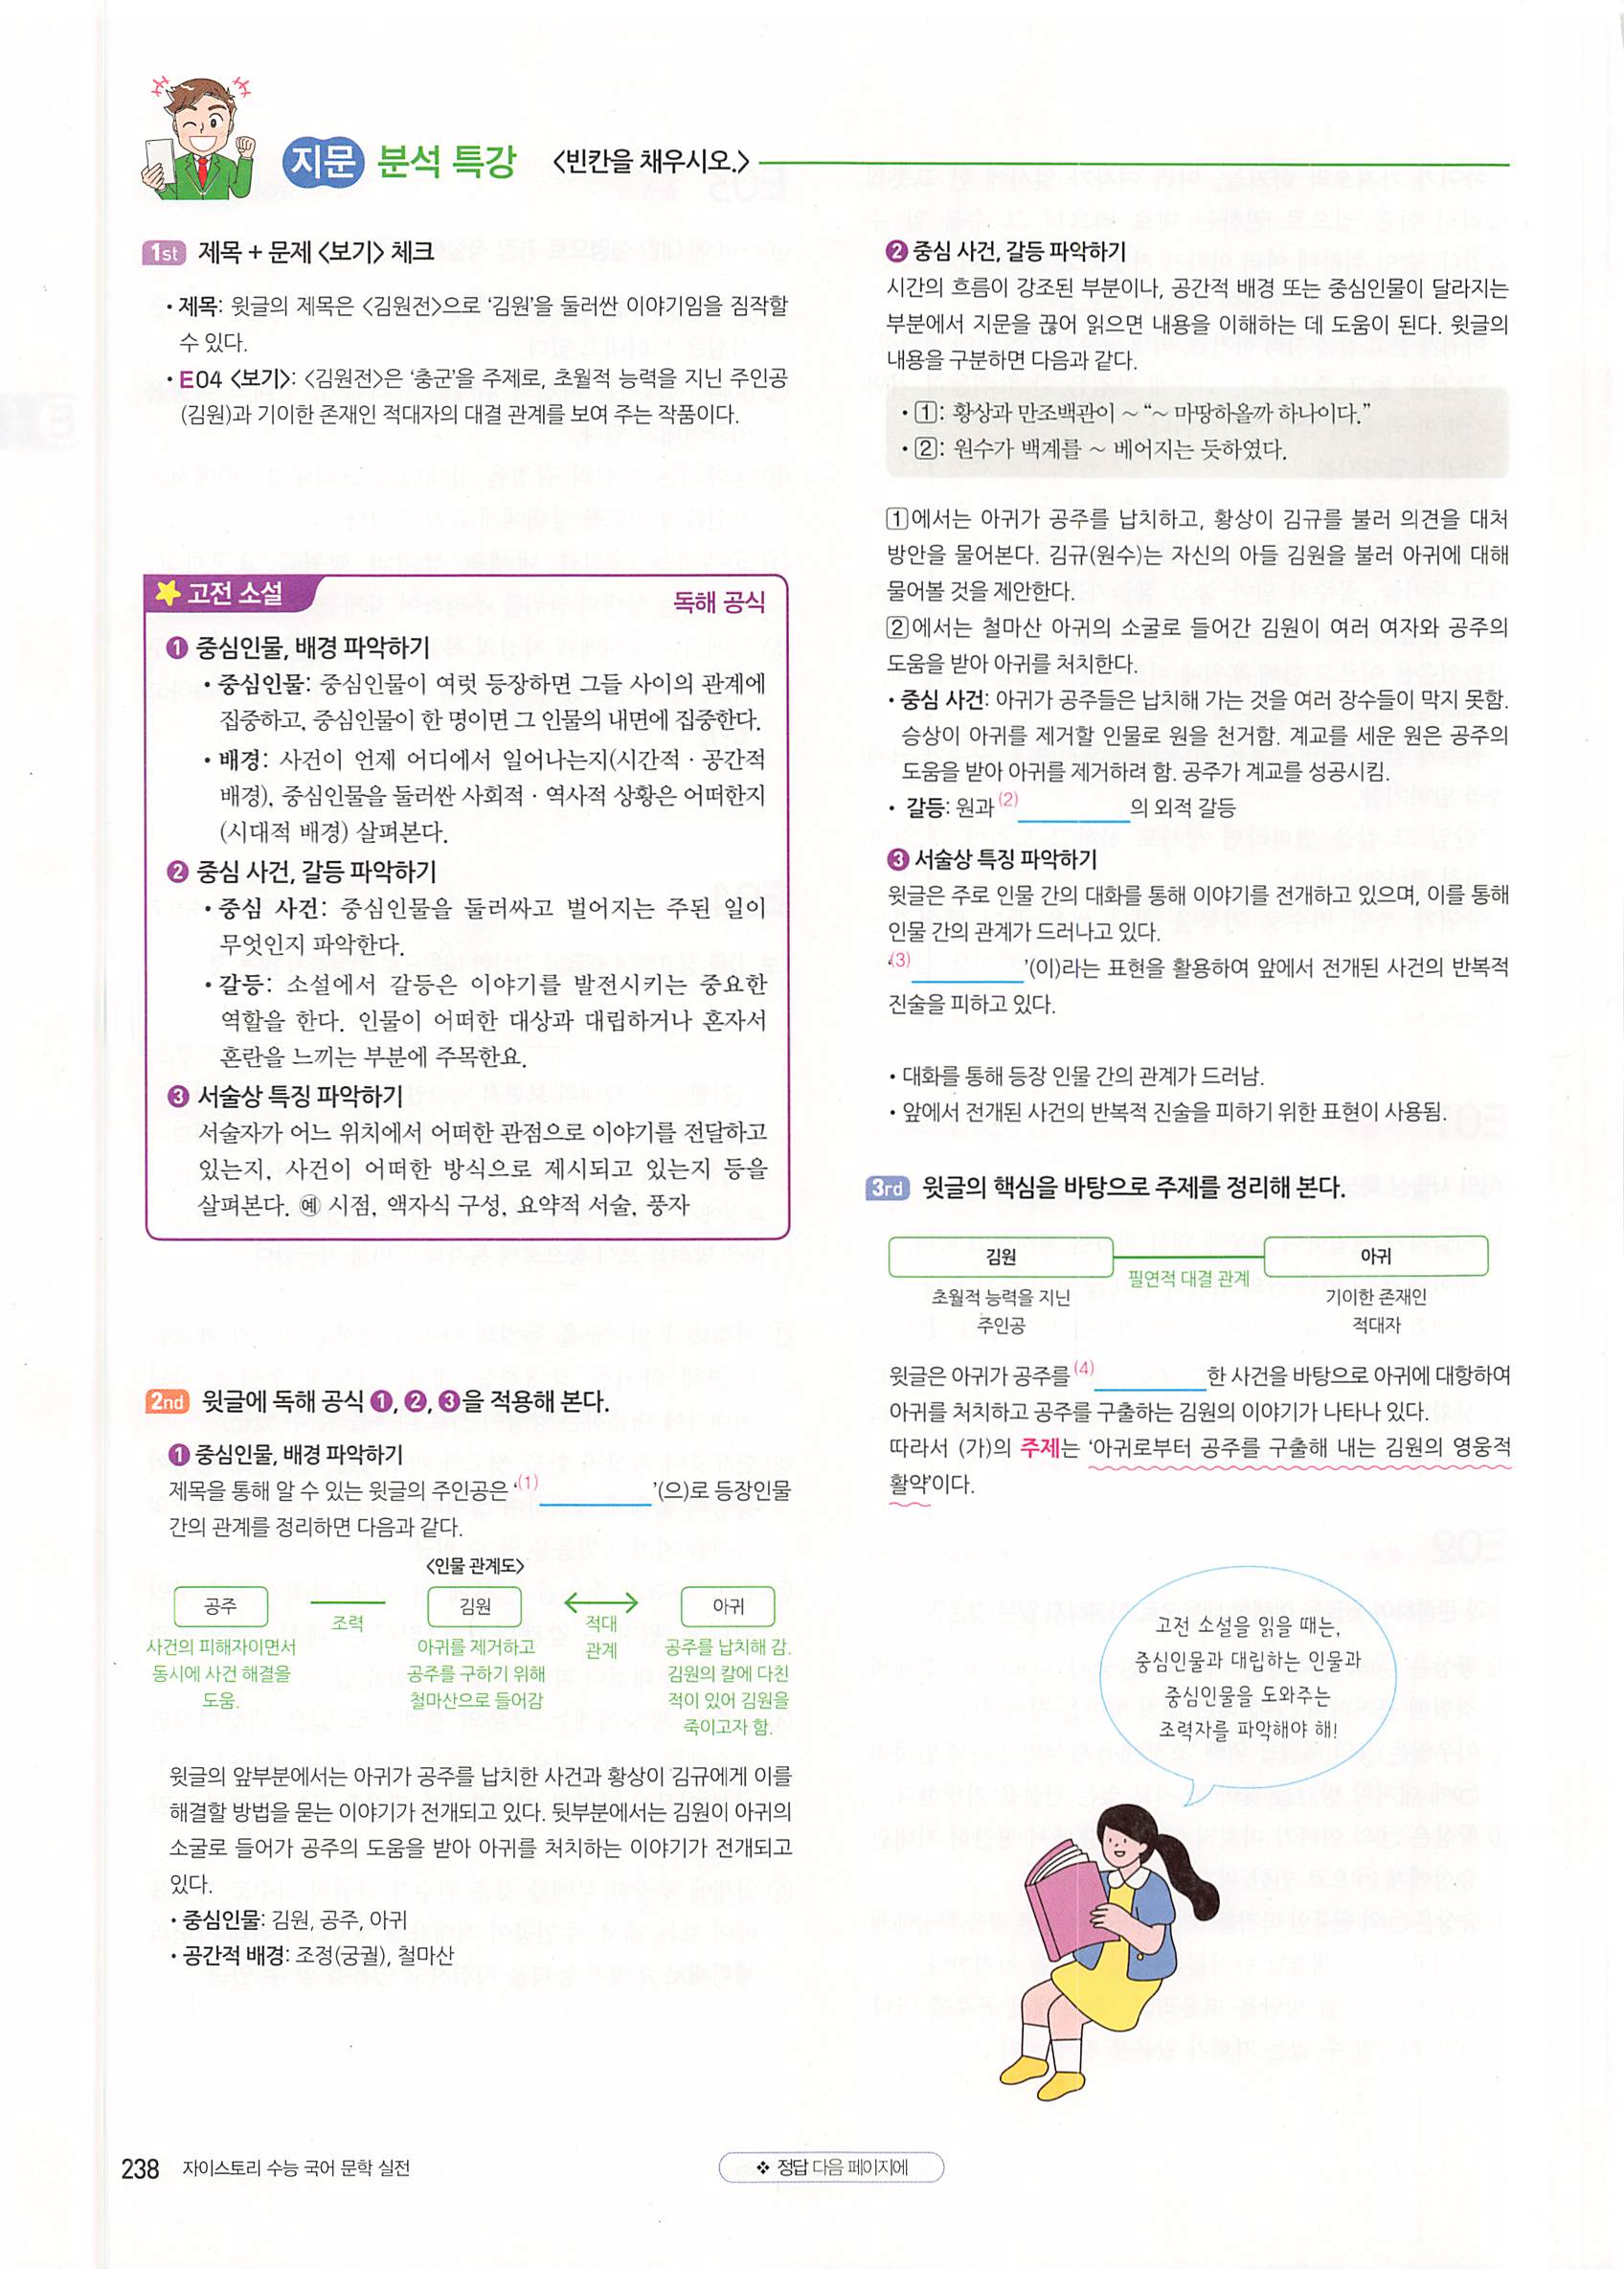 지문 분석 특강 <빈칸을 채우시오.>
1st 제목 + 문제 <보기> 체크
• 제목: 윗글의 제목은 <김원전>으로 '김원'을 둘러싼 이야기임을 짐작할
수 있다.
• E04 <보기>: <김원전>은 '충군'을 주제로, 초월적 능력을 지닌 주인공
(김원)과 기이한 존재인 적대자의 대결 관계를 보여 주는 작품이다.
고전 소설
독해 공식
❶ 중심인물, 배경 파악하기
• 중심인물: 중심인물이 여럿 등장하면 그들 사이의 관계에
집중하고, 중심인물이 한 명이면 그 인물의 내면에 집중한다.
• 배경: 사건이 언제 어디에서 일어나는지(시간적 · 공간적
배경), 중심인물을 둘러싼 사회적 · 역사적 상황은 어떠한지
(시대적 배경) 살펴본다.
❷ 중심 사건, 갈등 파악하기
• 중심 사건: 중심인물을 둘러싸고 벌어지는 주된 일이
무엇인지 파악한다.
• 갈등: 소설에서 갈등은 이야기를 발전시키는 중요한
역할을 한다. 인물이 어떠한 대상과 대립하거나 혼자서
혼란을 느끼는 부분에 주목한요.
❸ 서술상 특징 파악하기
서술자가 어느 위치에서 어떠한 관점으로 이야기를 전달하고
있는지, 사건이 어떠한 방식으로 제시되고 있는지 등을
살펴본다. 예 시점, 액자식 구성, 요약적 서술, 풍자
2nd 윗글에 독해 공식 ❶, ❷, ❸을 적용해 본다.
❶ 중심인물, 배경 파악하기
제목을 통해 알 수 있는 윗글의 주인공은 '(1) '(으)로 등장인물
간의 관계를 정리하면 다음과 같다.
<인물 관계도>
공주
조력
김원
적대
관계
아귀
사건의 피해자이면서
동시에 사건 해결을
도움.
아귀를 제거하고
공주를 구하기 위해
철마산으로 들어감
공주를 납치해 감.
김원의 칼에 다친
적이 있어 김원을
죽이고자 함.
윗글의 앞부분에서는 아귀가 공주를 납치한 사건과 황상이 김규에게 이를
해결할 방법을 묻는 이야기가 전개되고 있다. 뒷부분에서는 김원이 아귀의
소굴로 들어가 공주의 도움을 받아 아귀를 처치하는 이야기가 전개되고
있다.
• 중심인물: 김원, 공주, 아귀
• 공간적 배경: 조정(궁궐), 철마산
❷ 중심 사건, 갈등 파악하기
시간의 흐름이 강조된 부분이나, 공간적 배경 또는 중심인물이 달라지는
부분에서 지문을 끊어 읽으면 내용을 이해하는 데 도움이 된다. 윗글의
내용을 구분하면 다음과 같다.
• 1: 황상과 만조백관이 ~ "~ 마땅하올까 하나이다."
• 2: 원수가 백계를 ~ 베어지는 듯하였다.
1에서는 아귀가 공주를 납치하고, 황상이 김규를 불러 의견을 대처
방안을 물어본다. 김규(원수)는 자신의 아들 김원을 불러 아귀에 대해
물어볼 것을 제안한다.
2에서는 철마산 아귀의 소굴로 들어간 김원이 여러 여자와 공주의
도움을 받아 아귀를 처치한다.
• 중심 사건: 아귀가 공주들은 납치해 가는 것을 여러 장수들이 막지 못함.
승상이 아귀를 제거할 인물로 원을 천거함. 계교를 세운 원은 공주의
도움을 받아 아귀를 제거하려 함. 공주가 계교를 성공시킴.
• 갈등: 원과 (2) 의 외적 갈등
❸ 서술상 특징 파악하기
윗글은 주로 인물 간의 대화를 통해 이야기를 전개하고 있으며, 이를 통해
인물 간의 관계가 드러나고 있다.
'(3) '(이)라는 표현을 활용하여 앞에서 전개된 사건의 반복적
진술을 피하고 있다.
• 대화를 통해 등장 인물 간의 관계가 드러남.
• 앞에서 전개된 사건의 반복적 진술을 피하기 위한 표현이 사용됨.
3rd 윗글의 핵심을 바탕으로 주제를 정리해 본다.
김원
필연적 대결 관계
아귀
초월적 능력을 지닌
주인공
기이한 존재인
적대자
윗글은 아귀가 공주를 (4) 한 사건을 바탕으로 아귀에 대항하여
아귀를 처치하고 공주를 구출하는 김원의 이야기가 나타나 있다.
따라서 (가)의 주제는 '아귀로부터 공주를 구출해 내는 김원의 영웅적
활약'이다.
고전 소설을 읽을 때는,
중심인물과 대립하는 인물과
중심인물을 도와주는
조력자를 파악해야 해!
238 자이스토리 수능 국어 문학 실전
❖ 정답 다음 페이지에